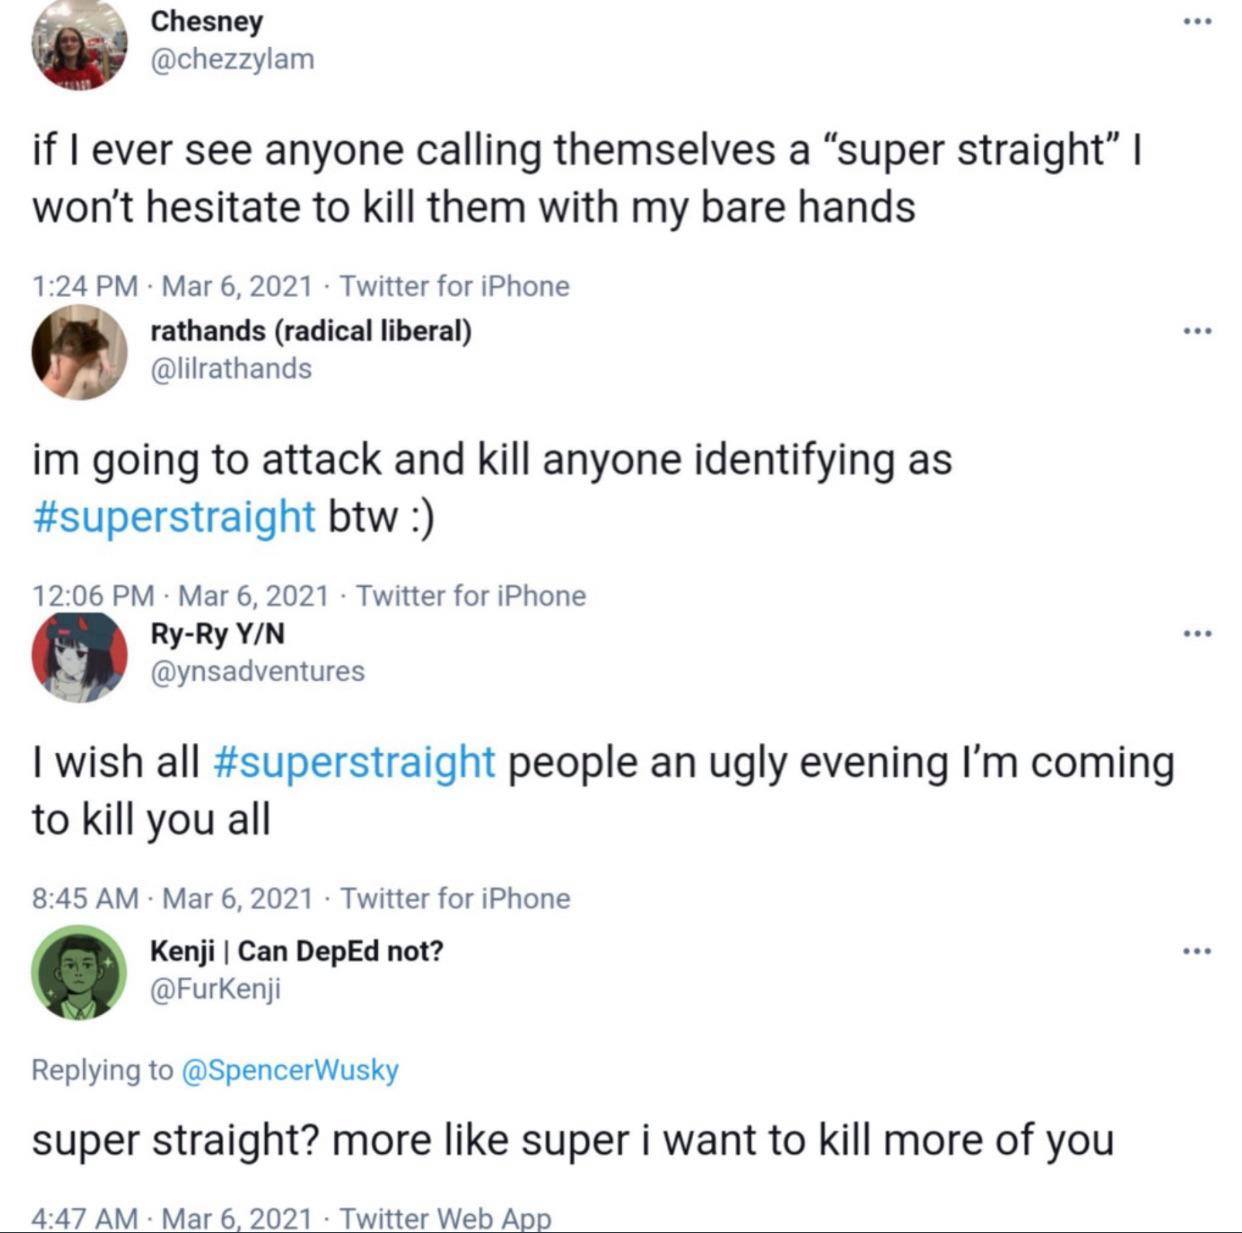 Chesney
@chezzylam
if I ever see anyone calling themselves a “super straight” I
won’t hesitate to kill them with my bare hands
1:24 PM · Mar 6, 2021 · Twitter for iPhone
rathands (radical liberal)
@lilrathands
im going to attack and kill anyone identifying as
#superstraight btw :)
12:06 PM · Mar 6, 2021 · Twitter for iPhone
Ry-Ry Y/N
@ynsadventures
I wish all #superstraight people an ugly evening I’m coming
to kill you all
8:45 AM · Mar 6, 2021 · Twitter for iPhone
Kenji | Can DepEd not?
@FurKenji
Replying to @SpencerWusky
super straight? more like super i want to kill more of you
4:47 AM · Mar 6, 2021 · Twitter Web App